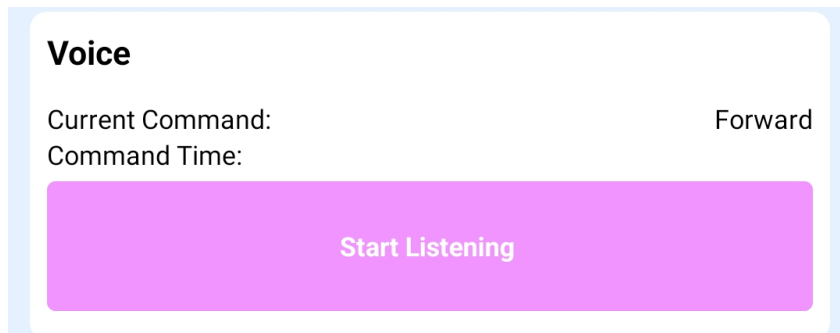 Voice
Current Command: Forward
Command Time:
Start Listening